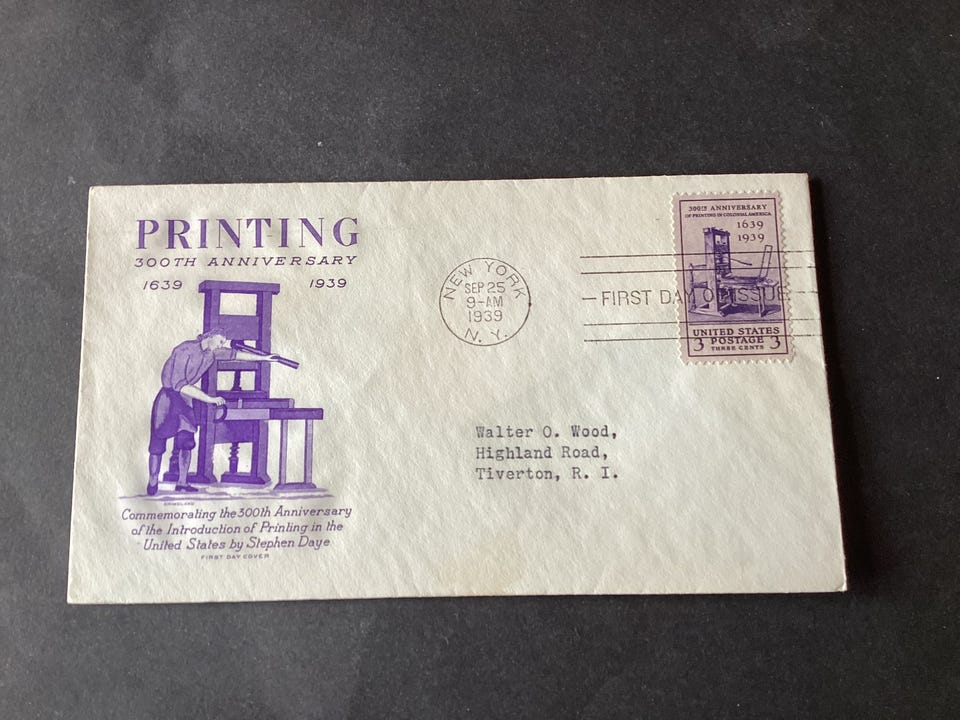 PRINTING
300TH ANNIVERSARY
1639 1939
GRIMSLAND
Commemorating the 300th Anniversary
of the Introduction of Printing in the
United States by Stephen Daye
FIRST DAY COVER
NEW YORK
SEP 25
9-AM
1939
N. Y.
FIRST DAY OF ISSUE
300TH ANNIVERSARY
OF PRINTING IN COLONIAL AMERICA
1639
1939
UNITED STATES
3 POSTAGE 3
THREE CENTS
Walter O. Wood,
Highland Road,
Tiverton, R. I.